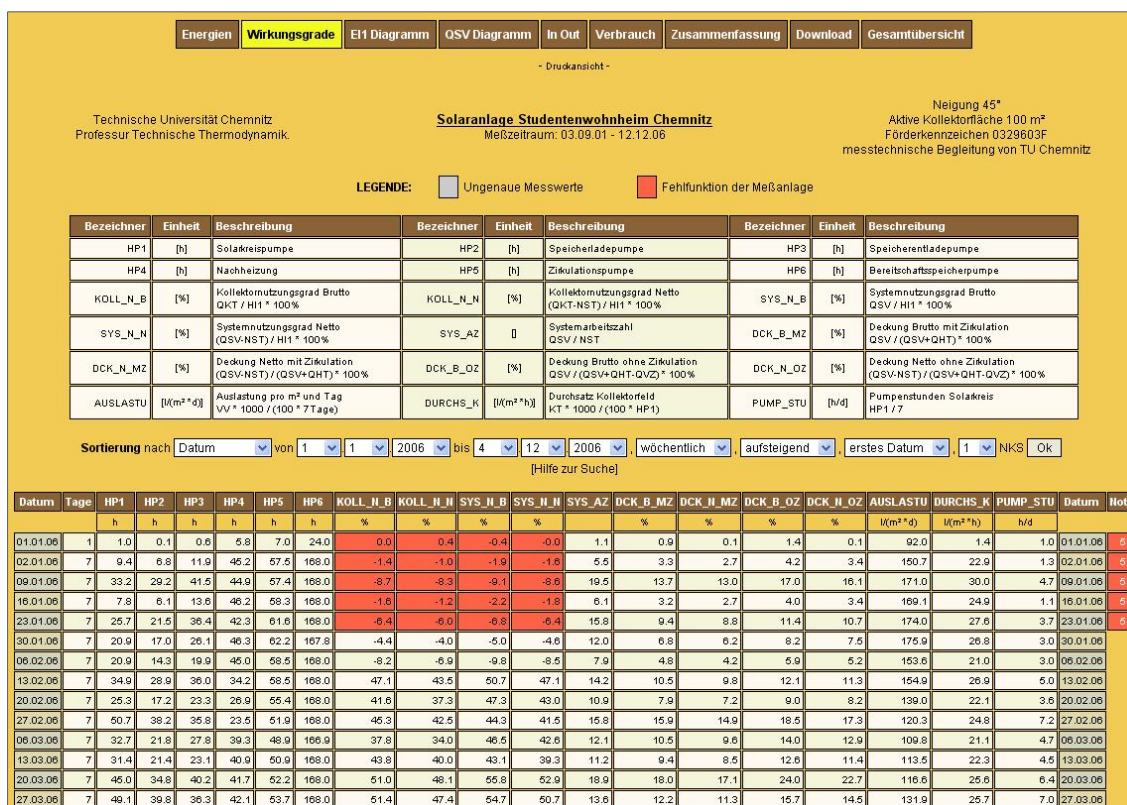 Energien Wirkungsgrade EI1 Diagramm QSV Diagramm In Out Verbrauch Zusammenfassung Download Gesamtübersicht
- Druckansicht -
Technische Universität Chemnitz
Professur Technische Thermodynamik.
Solaranlage Studentenwohnheim Chemnitz
Meßzeitraum: 03.09.01 - 12.12.06
Neigung 45°
Aktive Kollektorfläche 100 m²
Förderkennzeichen 0329603F
messtechnische Begleitung von TU Chemnitz
LEGENDE: Ungenaue Messwerte Fehlfunktion der Meßanlage
Bezeichner Einheit Beschreibung Bezeichner Einheit Beschreibung Bezeichner Einheit Beschreibung
HP1 [h] Solarkreispumpe HP2 [h] Speicherladepumpe HP3 [h] Speicherentladepumpe
HP4 [h] Nachheizung HP5 [h] Zirkulationspumpe HP6 [h] Bereitschaftsspeicherpumpe
KOLL_N_B [%] Kollektornutzungsgrad Brutto QKT / HI1 * 100% KOLL_N_N [%] Kollektornutzungsgrad Netto (QKT-NST) / HI1 * 100% SYS_N_B [%] Systemnutzungsgrad Brutto QSV / HI1 * 100%
SYS_N_N [%] Systemnutzungsgrad Netto (QSV-NST) / HI1 * 100% SYS_AZ [] Systemarbeitszahl QSV / NST DCK_B_MZ [%] Deckung Brutto mit Zirkulation QSV / (QSV+QHT) * 100%
DCK_N_MZ [%] Deckung Netto mit Zirkulation (QSV-NST) / (QSV+QHT) * 100% DCK_B_OZ [%] Deckung Brutto ohne Zirkulation QSV / (QSV+QHT-QVZ) * 100% DCK_N_OZ [%] Deckung Netto ohne Zirkulation (QSV-NST) / (QSV+QHT-QVZ) * 100%
AUSLASTU [l/(m²*d)] Auslastung pro m² und Tag VV * 1000 / (100 * 7 Tage) DURCHS_K [l/(m²*h)] Durchsatz Kollektorfeld KT * 1000 / (100 * HP1) PUMP_STU [h/d] Pumpenstunden Solarkreis HP1 / 7
Sortierung nach Datum von 1 . 1 . 2006 bis 4 . 12 . 2006 , wöchentlich , aufsteigend , erstes Datum , 1 NKS Ok
[Hilfe zur Suche]
Datum Tage HP1 HP2 HP3 HP4 HP5 HP6 KOLL_N_B KOLL_N_N SYS_N_B SYS_N_N SYS_AZ DCK_B_MZ DCK_N_MZ DCK_B_OZ DCK_N_OZ AUSLASTU DURCHS_K PUMP_STU Datum Not
h h h h h h % % % % % % % % l/(m²*d) l/(m²*h) h/d
01.01.06 1 1.0 0.1 0.6 5.8 7.0 24.0 0.0 0.4 -0.4 -0.0 1.1 0.9 0.1 1.4 0.1 92.0 1.4 1.0 01.01.06 5
02.01.06 7 9.4 6.8 11.9 45.2 57.5 168.0 -1.4 -1.0 -1.9 -1.6 5.5 3.3 2.7 4.2 3.4 150.7 22.9 1.3 02.01.06 5
09.01.06 7 33.2 29.2 41.5 44.9 57.4 168.0 -8.7 -8.3 -9.1 -8.6 19.5 13.7 13.0 17.0 16.1 171.0 30.0 4.7 09.01.06 5
16.01.06 7 7.8 6.1 13.6 46.2 58.3 168.0 -1.6 -1.2 -2.2 -1.8 6.1 3.2 2.7 4.0 3.4 169.1 24.9 1.1 16.01.06 5
23.01.06 7 25.7 21.5 36.4 42.3 61.6 168.0 -6.4 -6.0 -6.8 -6.4 15.8 9.4 8.8 11.4 10.7 174.0 27.6 3.7 23.01.06 5
30.01.06 7 20.9 17.0 26.1 46.3 62.2 167.8 -4.4 -4.0 -5.0 -4.6 12.0 6.8 6.2 8.2 7.5 175.9 26.8 3.0 30.01.06
06.02.06 7 20.9 14.3 19.9 45.0 58.5 168.0 -8.2 -6.9 -9.8 -8.5 7.9 4.8 4.2 5.9 5.2 153.6 21.0 3.0 06.02.06
13.02.06 7 34.9 28.9 36.0 34.2 58.5 168.0 47.1 43.5 50.7 47.1 14.2 10.5 9.8 12.1 11.3 154.9 26.9 5.0 13.02.06
20.02.06 7 25.3 17.2 23.3 26.9 55.4 168.0 41.6 37.3 47.3 43.0 10.9 7.9 7.2 9.0 8.2 139.0 22.1 3.6 20.02.06
27.02.06 7 50.7 38.2 35.8 23.5 51.9 168.0 45.3 42.5 44.3 41.5 15.8 15.9 14.9 18.5 17.3 120.3 24.8 7.2 27.02.06
06.03.06 7 32.7 21.8 27.8 39.3 48.9 166.9 37.8 34.0 46.5 42.6 12.1 10.5 9.6 14.0 12.9 109.8 21.1 4.7 06.03.06
13.03.06 7 31.4 21.4 23.1 40.9 50.9 168.0 43.8 40.0 43.1 39.3 11.2 9.4 8.5 12.6 11.4 113.5 22.3 4.5 13.03.06
20.03.06 7 45.0 34.8 40.2 41.7 52.2 168.0 51.0 48.1 55.8 52.9 18.9 18.0 17.1 24.0 22.7 116.6 25.6 6.4 20.03.06
27.03.06 7 49.1 39.8 36.3 42.1 53.7 168.0 51.4 47.4 54.7 50.7 13.6 12.2 11.3 15.7 14.5 131.9 25.7 7.0 27.03.06